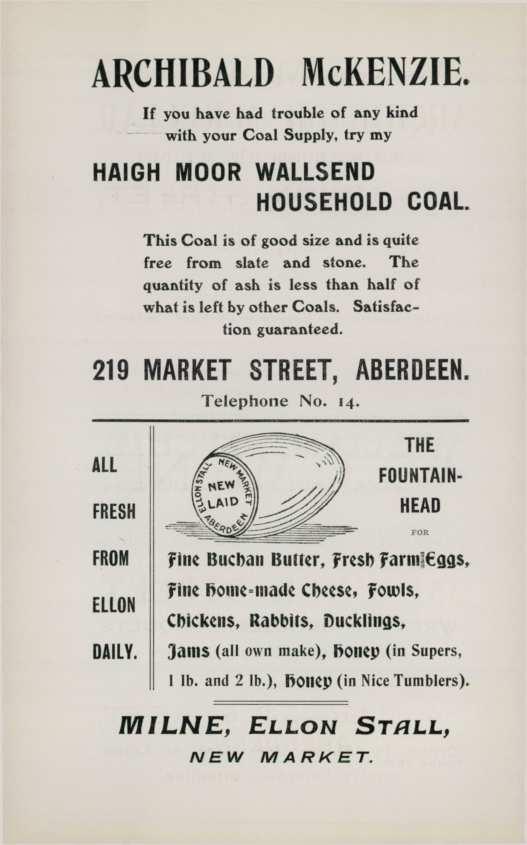 ARCHIBALD McKENZIE.
If you have had trouble of any kind
with your Coal Supply, try my
HAIGH MOOR WALLSEND
HOUSEHOLD COAL.
This Coal is of good size and is quite
free from slate and stone. The
quantity of ash is less than half of
what is left by other Coals. Satisfac-
tion guaranteed.
219 MARKET STREET, ABERDEEN.
Telephone No. 14.
ALL
FRESH
FROM
ELLON
DAILY.
ELLON STALL, NEW MARKET
NEW
LAID
ABERDEEN
THE
FOUNTAIN-
HEAD
FOR
Fine Buchan Butter, Fresh Farm Eggs,
Fine Home-made Cheese, Fowls,
Chickens, Rabbits, Ducklings,
Jams (all own make), Honey (in Supers,
1 lb. and 2 lb.), Honey (in Nice Tumblers).
MILNE, ELLON STALL,
NEW MARKET.